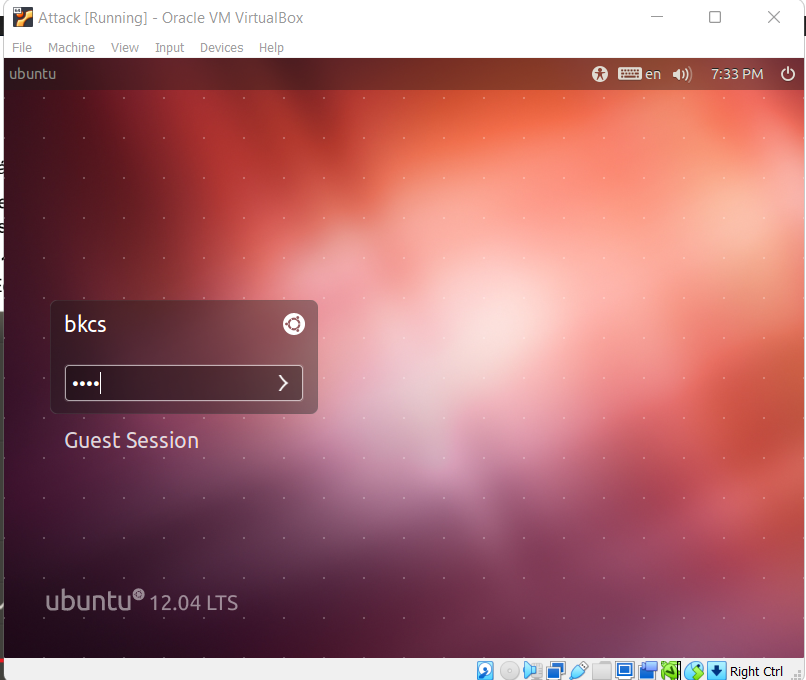 Attack [Running] - Oracle VM VirtualBox
File Machine View Input Devices Help
ubuntu en 7:33 PM
bkcs
••••
Guest Session
ubuntu 12.04 LTS
Right Ctrl